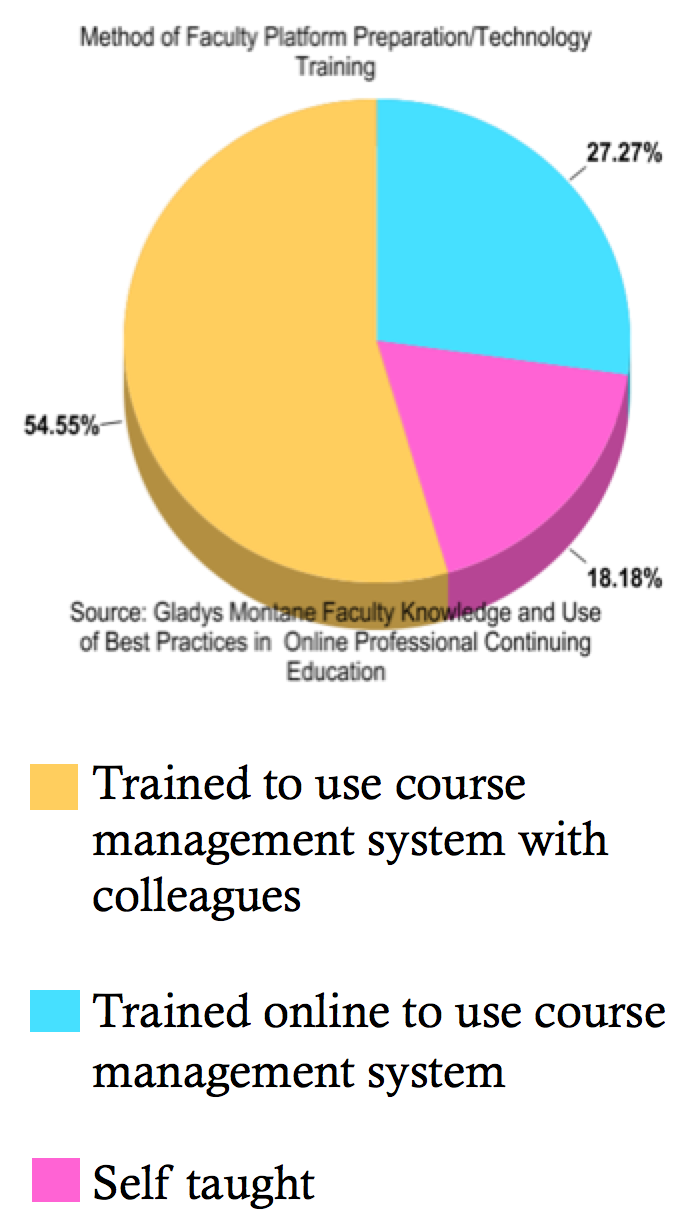 Method of Faculty Platform Preparation/Technology
Training
27.27%
54.55%
18.18%
Source: Gladys Montane Faculty Knowledge and Use
of Best Practices in Online Professional Continuing
Education
Trained to use course
management system with
colleagues
Trained online to use course
management system
Self taught